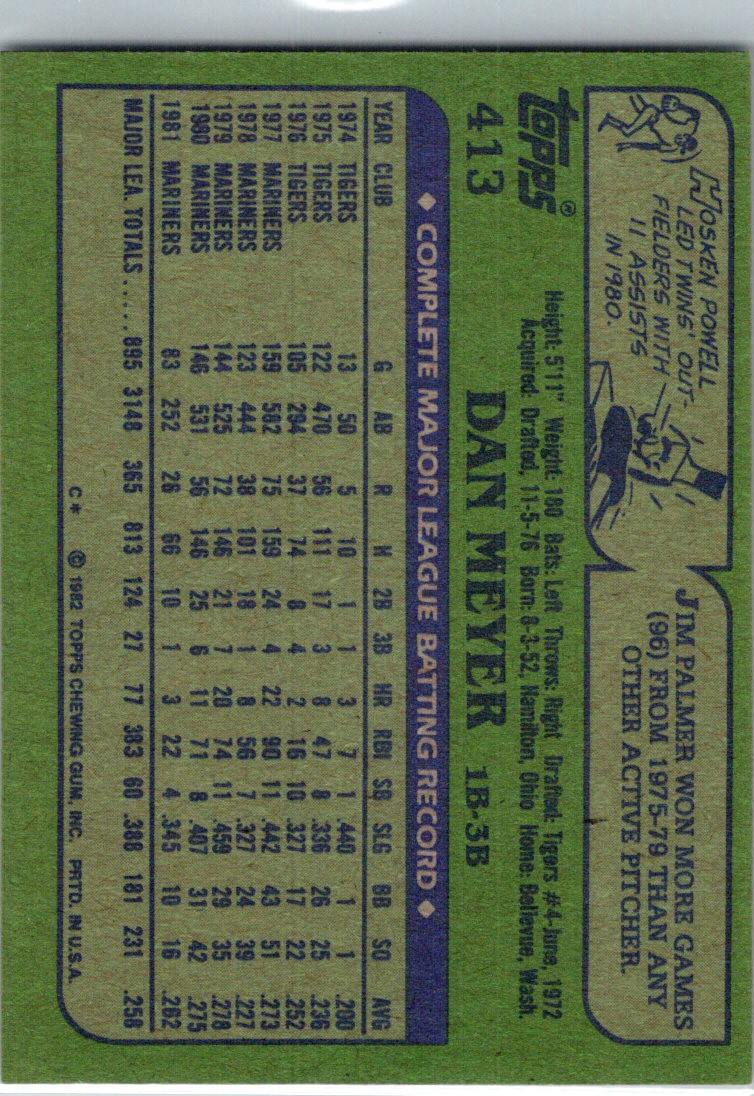 HOSKEN POWELL
LED TWINS' OUT-
FIELDERS WITH
11 ASSISTS
IN 1980.
JIM PALMER WON MORE GAMES
(96) FROM 1975-79 THAN ANY
OTHER ACTIVE PITCHER.
TOPPS®
413
Height: 5'11" Weight: 180 Bats: Left Throws: Right Drafted: Tigers #4-June, 1972
Acquired: Drafted, 11-5-76 Born: 8-3-52, Hamilton, Ohio Home: Bellevue, Wash.
DAN MEYER 1B-3B
◆ COMPLETE MAJOR LEAGUE BATTING RECORD ◆
YEAR CLUB G AB R H 2B 3B HR RBI SB SLG BB SO AVG
1974 TIGERS 13 50 5 10 1 1 3 7 1 .440 1 1 .200
1975 TIGERS 122 470 56 111 17 3 8 47 8 .336 26 25 .236
1976 TIGERS 105 294 37 74 8 4 2 16 10 .327 17 22 .252
1977 MARINERS 159 582 75 159 24 4 22 90 11 .442 43 51 .273
1978 MARINERS 123 444 38 101 18 1 8 56 7 .327 24 39 .227
1979 MARINERS 144 525 72 146 21 7 20 74 11 .459 29 35 .278
1980 MARINERS 146 531 56 146 25 6 11 71 8 .407 31 42 .275
1981 MARINERS 83 252 26 66 10 1 3 22 4 .345 10 16 .262
MAJOR LEA. TOTALS...... 895 3148 365 813 124 27 77 383 60 .388 181 231 .258
C* © 1982 TOPPS CHEWING GUM, INC. PRTD. IN U.S.A.